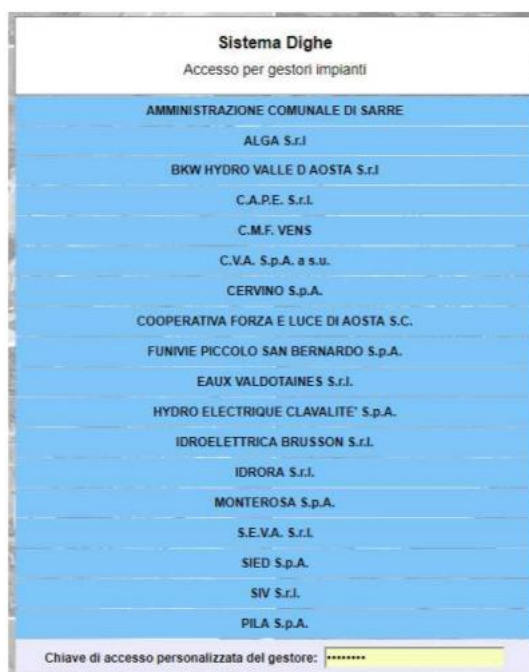 Sistema Dighe
Accesso per gestori impianti
AMMINISTRAZIONE COMUNALE DI SARRE
ALGA S.r.l
BKW HYDRO VALLE D AOSTA S.r.l
C.A.P.E. S.r.l.
C.M.F. VENS
C.V.A. S.p.A. a s.u.
CERVINO S.p.A.
COOPERATIVA FORZA E LUCE DI AOSTA S.C.
FUNIVIE PICCOLO SAN BERNARDO S.p.A.
EAUX VALDOTAINES S.r.l.
HYDRO ELECTRIQUE CLAVALITE' S.p.A.
IDROELETTRICA BRUSSON S.r.l.
IDRORA S.r.l.
MONTEROSA S.p.A.
S.E.V.A. S.r.l.
SIED S.p.A.
SIV S.r.l.
PILA S.p.A.
Chiave di accesso personalizzata del gestore: ••••••••